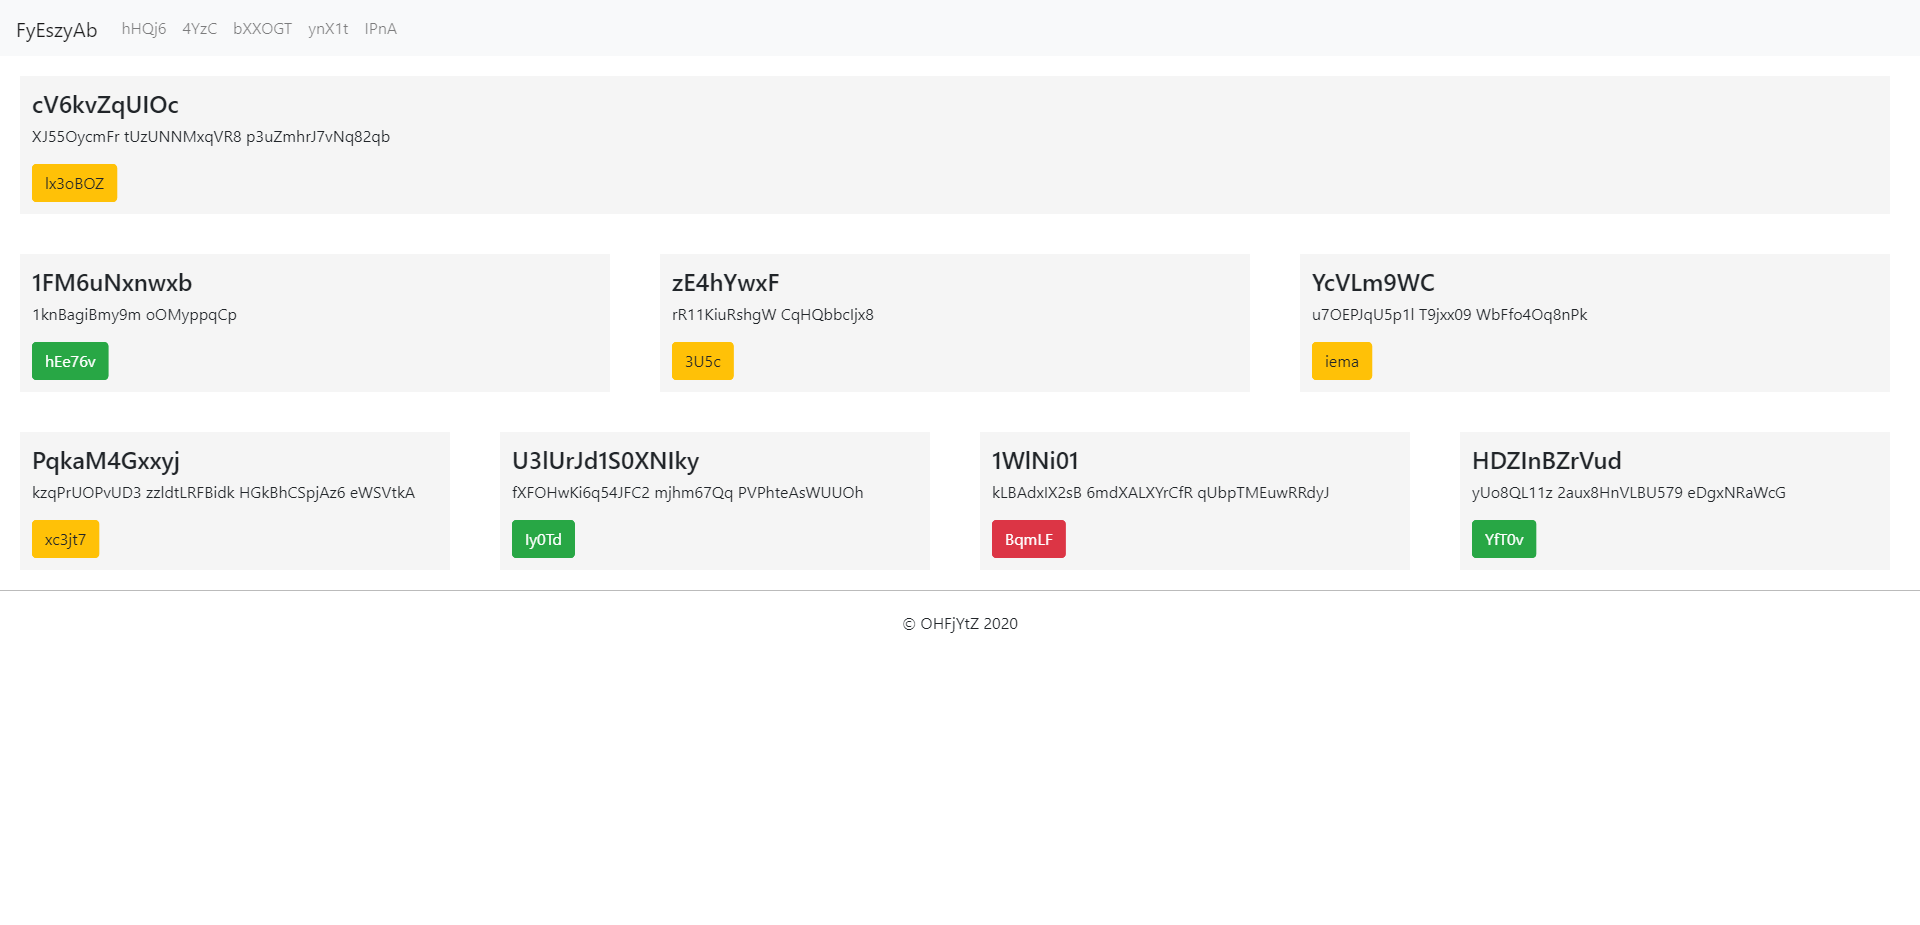 FyEszyAb hHQj6 4YzC bXXOGT ynX1t IPnA
cV6kvZqUIOc
XJ55OycmFr tUzUNNMxqVR8 p3uZmhrJ7vNq82qb
lx3oBOZ
1FM6uNxnwxb
1knBagiBmy9m oOMyppqCp
hEe76v
zE4hYwxF
rR11KiuRshgW CqHQbbcIjx8
3U5c
YcVLm9WC
u7OEPJqU5p1l T9jxx09 WbFfo4Oq8nPk
iema
PqkaM4Gxxyj
kzqPrUOPvUD3 zzldtLRFBidk HGkBhCSpjAz6 eWSVtkA
xc3jt7
U3lUrJd1S0XNIky
fXFOHwKi6q54JFC2 mjhm67Qq PVPhteAsWUUOh
Iy0Td
1WlNi01
kLBAdxIX2sB 6mdXALXYrCfR qUbpTMEuwRRdyJ
BqmLF
HDZInBZrVud
yUo8QL11z 2aux8HnVLBU579 eDgxNRaWcG
YfT0v
© OHFjYtZ 2020